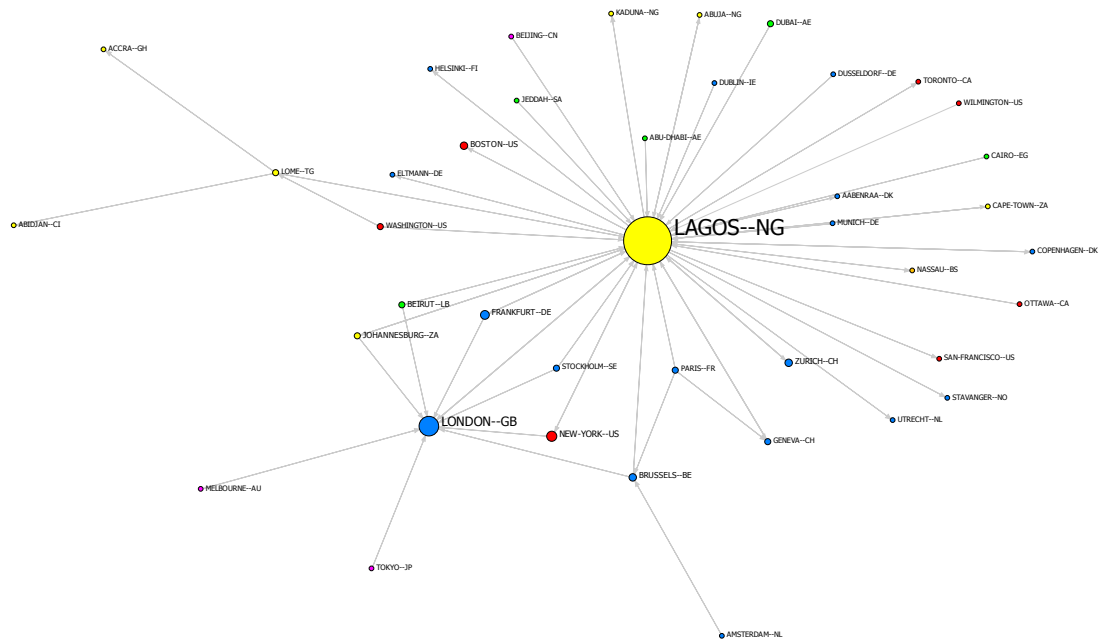 KADUNA--NG
ABUJA--NG
DUBAI--AE
BEIJING--CN
ACCRA--GH
HELSINKI--FI
DUSSELDORF--DE
DUBLIN--IE
TORONTO--CA
JEDDAH--SA
WILMINGTON--US
ABU-DHABI--AE
BOSTON--US
CAIRO--EG
LOME--TG
ELTMANN--DE
AABENRAA--DK
CAPE-TOWN--ZA
ABIDJAN--CI
WASHINGTON--US
LAGOS--NG
MUNICH--DE
COPENHAGEN--DK
NASSAU--BS
BEIRUT--LB
OTTAWA--CA
FRANKFURT--DE
JOHANNESBURG--ZA
SAN-FRANCISCO--US
ZURICH--CH
STOCKHOLM--SE
PARIS--FR
STAVANGER--NO
LONDON--GB
UTRECHT--NL
NEW-YORK--US
GENEVA--CH
BRUSSELS--BE
MELBOURNE--AU
TOKYO--JP
AMSTERDAM--NL